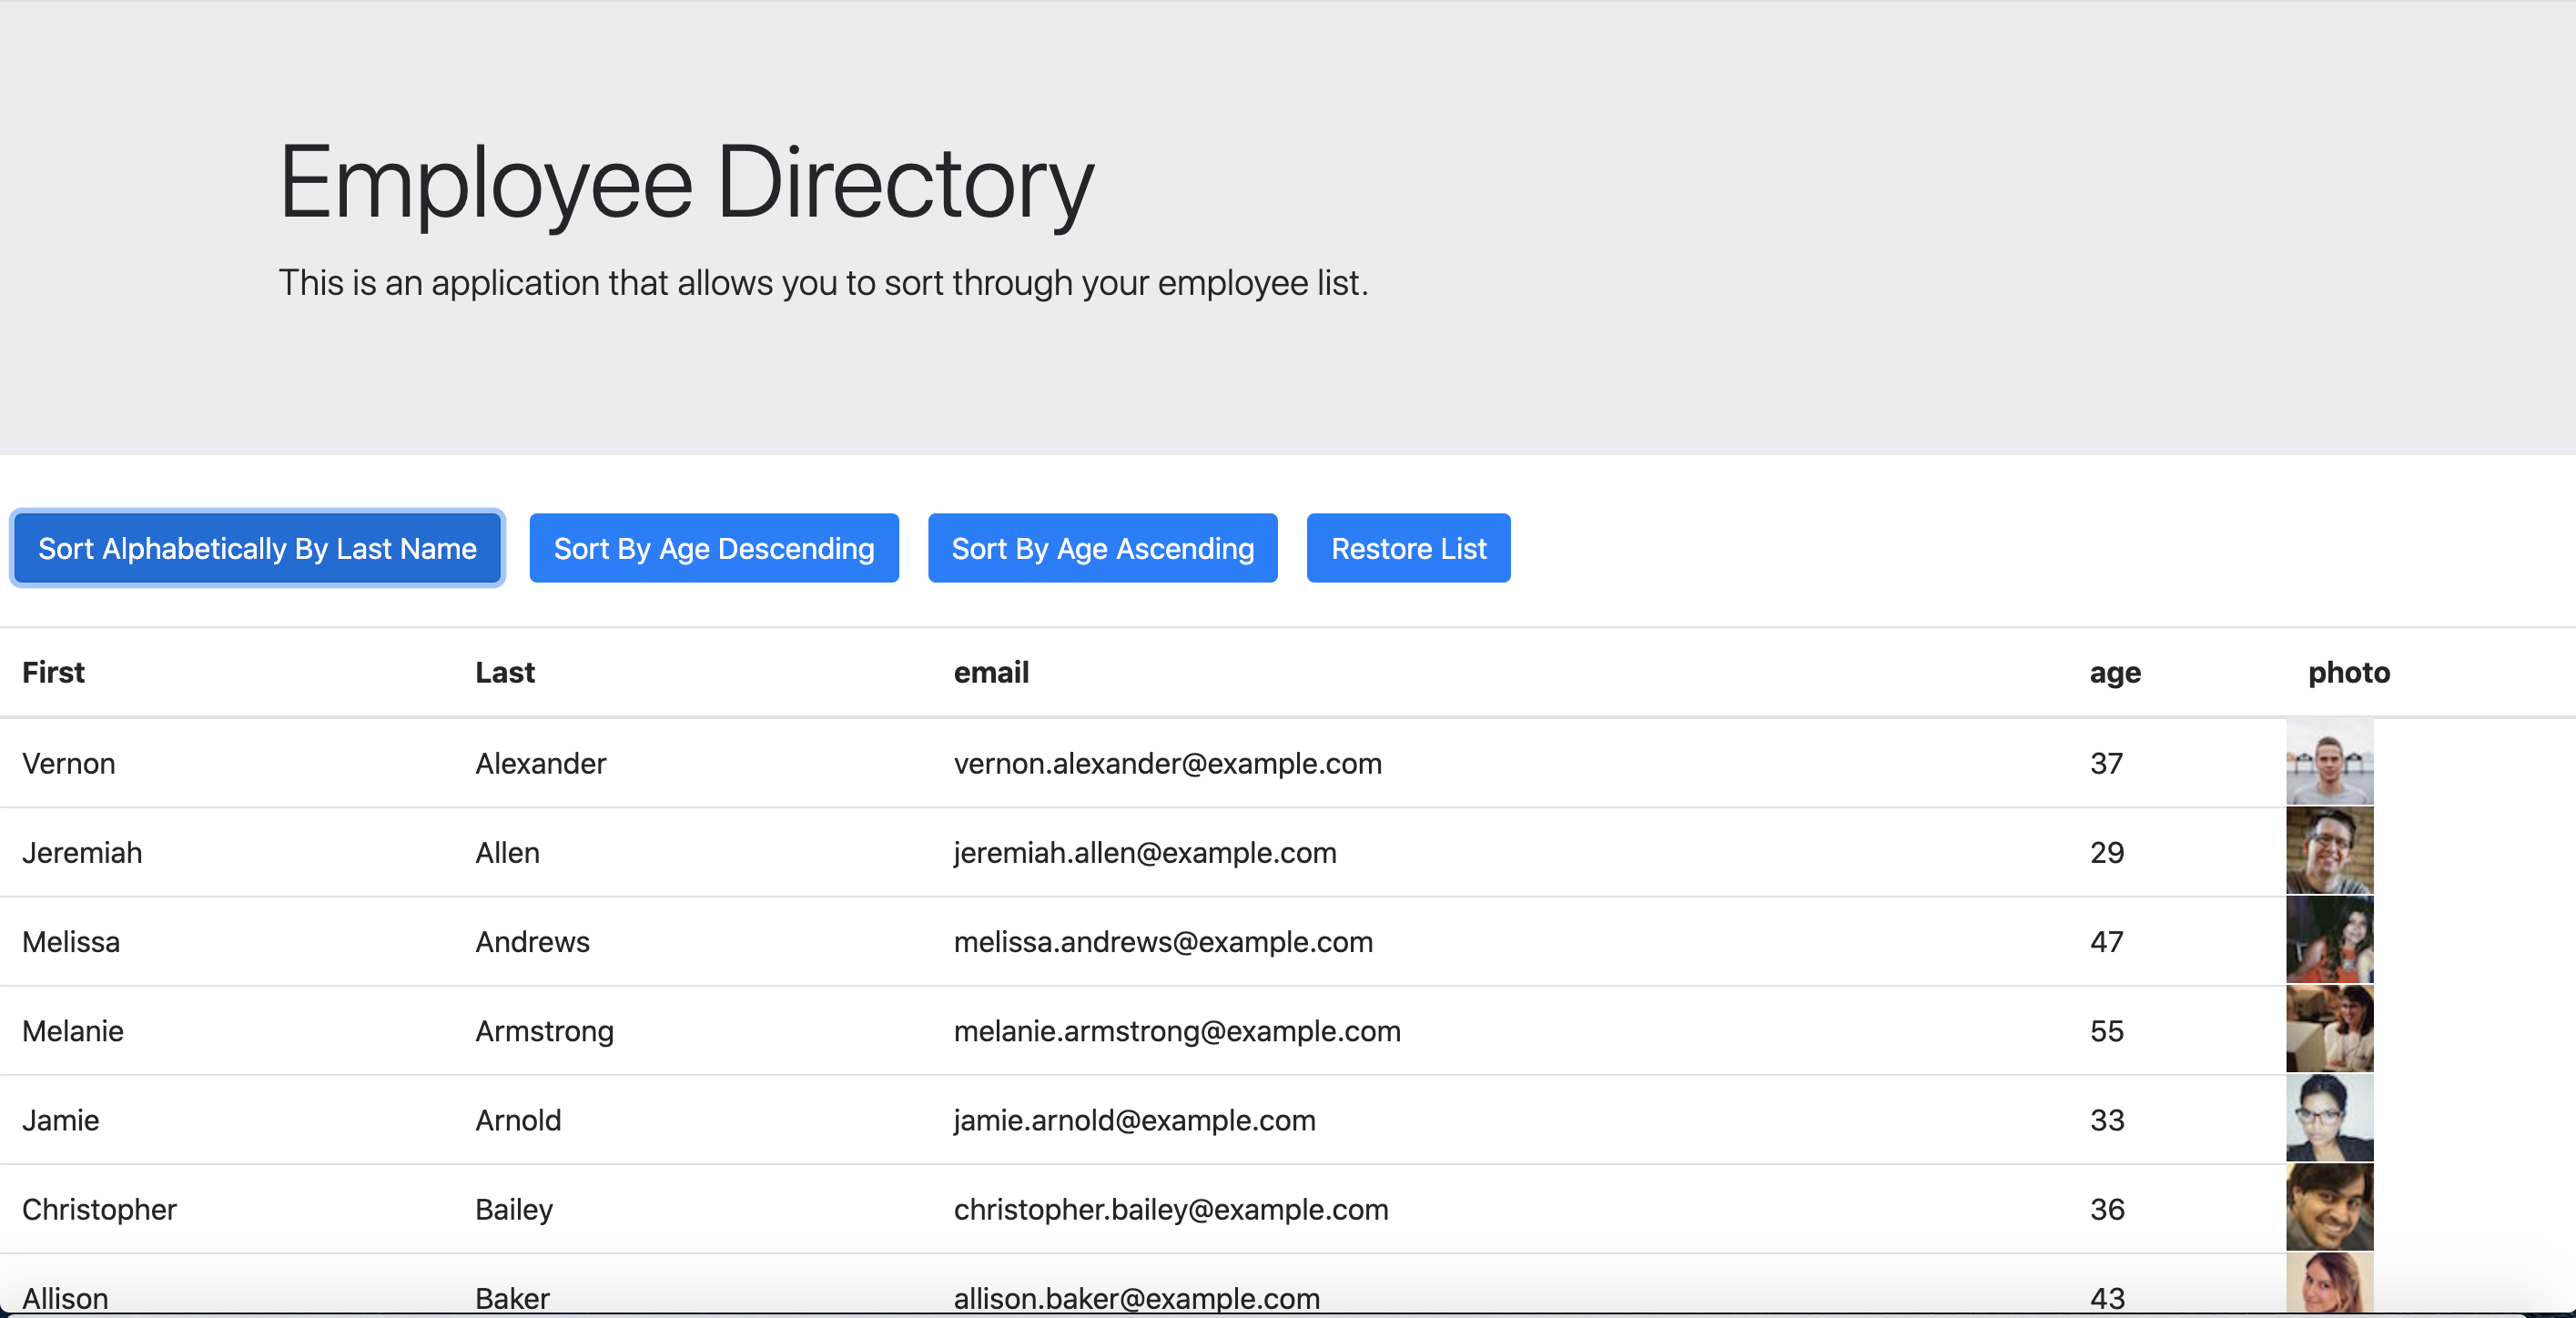 Employee Directory
This is an application that allows you to sort through your employee list.
Sort Alphabetically By Last Name Sort By Age Descending Sort By Age Ascending Restore List
First Last email age photo
Vernon Alexander vernon.alexander@example.com 37
Jeremiah Allen jeremiah.allen@example.com 29
Melissa Andrews melissa.andrews@example.com 47
Melanie Armstrong melanie.armstrong@example.com 55
Jamie Arnold jamie.arnold@example.com 33
Christopher Bailey christopher.bailey@example.com 36
Allison Baker allison.baker@example.com 43